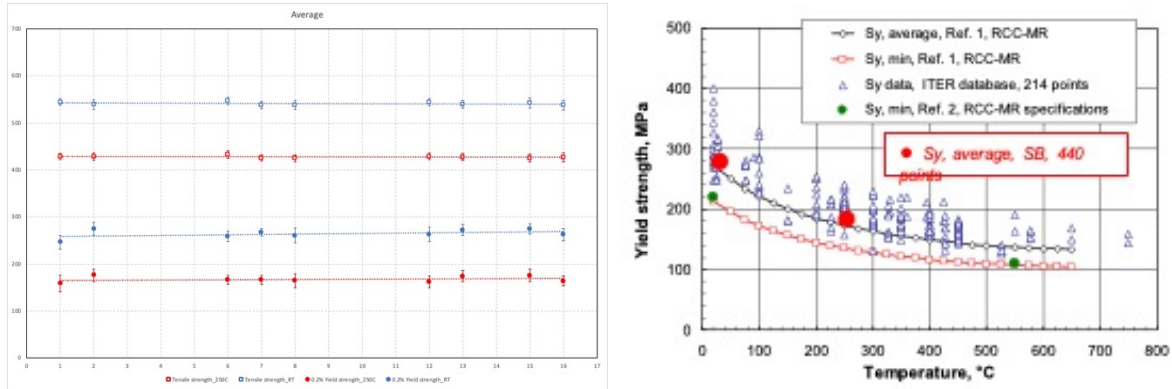 Average
700
600
500
400
300
200
100
0
0 1 2 3 4 5 6 7 8 9 10 11 12 13 14 15 16 17
Tensile strength_250C Tensile strength_RT 0.2% Yield strength_250C 0.2% Yield strength_RT
Yield strength, MPa
500
400
300
200
100
0
Sy, average, Ref. 1, RCC-MR
Sy, min, Ref. 1, RCC-MR
Sy data, ITER database, 214 points
Sy, min, Ref. 2, RCC-MR specifications
Sy, average, SB, 440
points
0 100 200 300 400 500 600 700 800
Temperature, °C